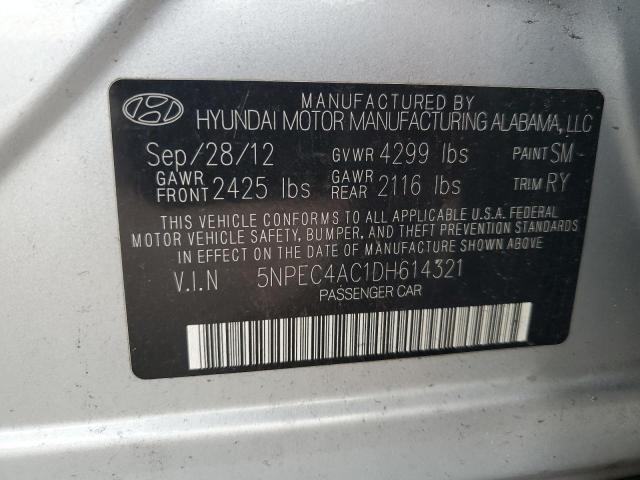 MANUFACTURED BY
HYUNDAI MOTOR MANUFACTURING ALABAMA, LLC
Sep/28/12 GVWR 4299 lbs PAINT SM
GAWR FRONT 2425 lbs GAWR REAR 2116 lbs TRIM RY
THIS VEHICLE CONFORMS TO ALL APPLICABLE U.S.A. FEDERAL
MOTOR VEHICLE SAFETY, BUMPER, AND THEFT PREVENTION STANDARDS
IN EFFECT ON THE DATE OF MANUFACTURE SHOWN ABOVE
V.I.N 5NPEC4AC1DH614321
PASSENGER CAR